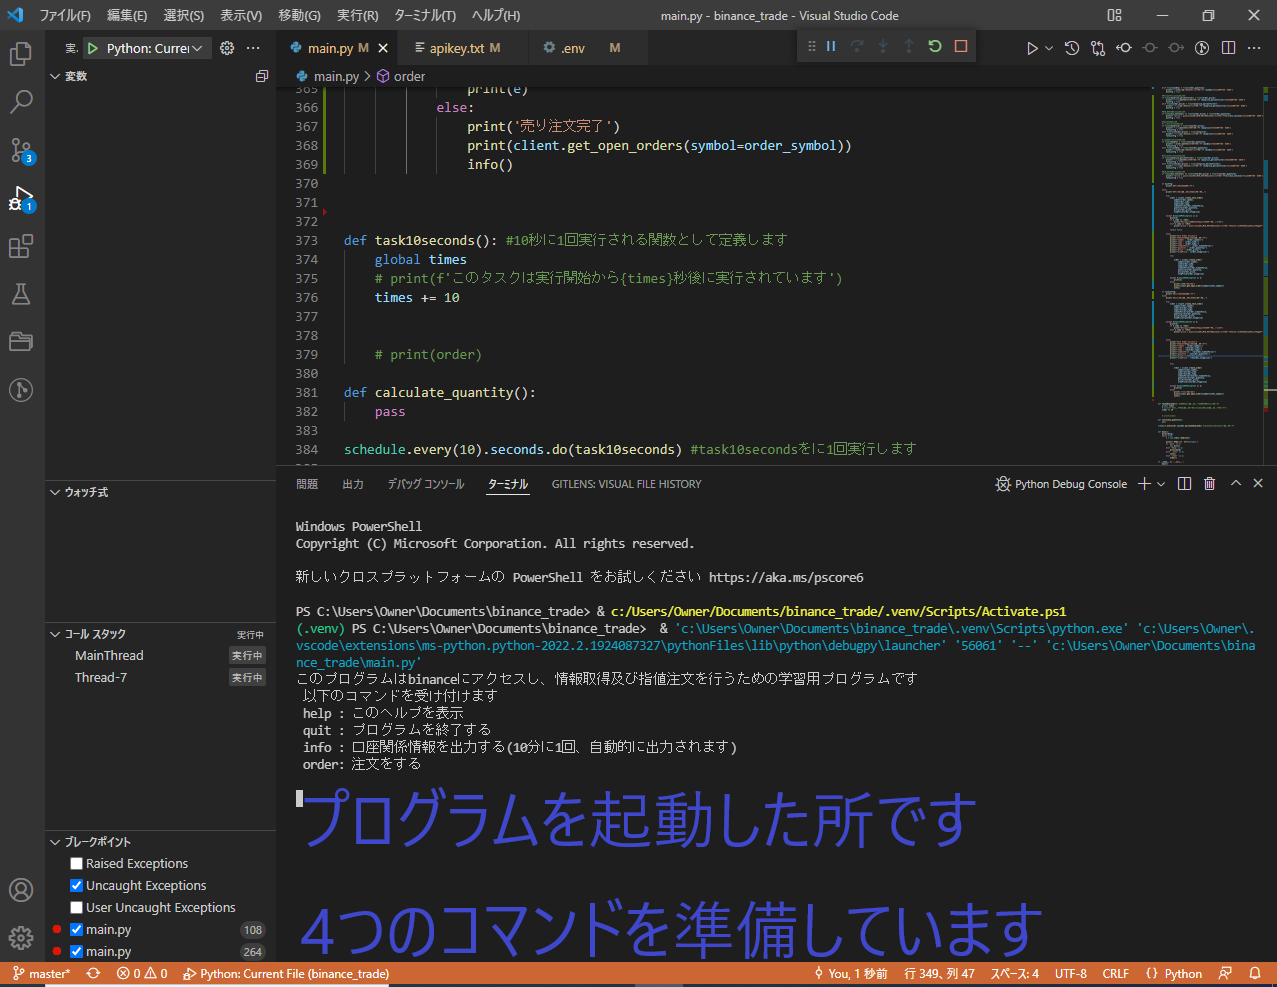 ファイル(F) 編集(E) 選択(S) 表示(V) 移動(G) 実行(R) ターミナル(T) ヘルプ(H) main.py - binance_trade - Visual Studio Code
実. Python: Curre
main.py M apikey.txt M .env M
変数
main.py > order
365 print(e)
366 else:
367 print('売り注文完了')
368 print(client.get_open_orders(symbol=order_symbol))
369 info()
370
371
372
373 def task10seconds(): #10秒に1回実行される関数として定義します
374 global times
375 # print(f'このタスクは実行開始から{times}秒後に実行されています')
376 times += 10
377
378
379 # print(order)
380
381 def calculate_quantity():
382 pass
383
384 schedule.every(10).seconds.do(task10seconds) #task10secondsをに1回実行します
ウォッチ式
コール スタック 実行中
MainThread 実行中
Thread-7 実行中
ブレークポイント
Raised Exceptions
Uncaught Exceptions
User Uncaught Exceptions
main.py 108
main.py 264
問題 出力 デバッグ コンソール ターミナル GITLENS: VISUAL FILE HISTORY Python Debug Console
Windows PowerShell
Copyright (C) Microsoft Corporation. All rights reserved.
新しいクロスプラットフォームの PowerShell をお試しください https://aka.ms/pscore6
PS C:\Users\Owner\Documents\binance_trade> & c:/Users/Owner/Documents/binance_trade/.venv/Scripts/Activate.ps1
(.venv) PS C:\Users\Owner\Documents\binance_trade>  & 'c:\Users\Owner\Documents\binance_trade\.venv\Scripts\python.exe' 'c:\Users\Owner\.
vscode\extensions\ms-python.python-2022.2.1924087327\pythonFiles\lib\python\debugpy\launcher' '56061' '--' 'c:\Users\Owner\Documents\bina
nce_trade\main.py'
このプログラムはbinanceにアクセスし、情報取得及び指値注文を行うための学習用プログラムです
以下のコマンドを受け付けます
help : このヘルプを表示
quit : プログラムを終了する
info : 口座関係情報を出力する(10分に1回、自動的に出力されます)
order: 注文をする
プログラムを起動した所です
４つのコマンドを準備しています
3
1
master* 0 0 Python: Current File (binance_trade) You, 1 秒前 行 349、列 47 スペース: 4 UTF-8 CRLF Python